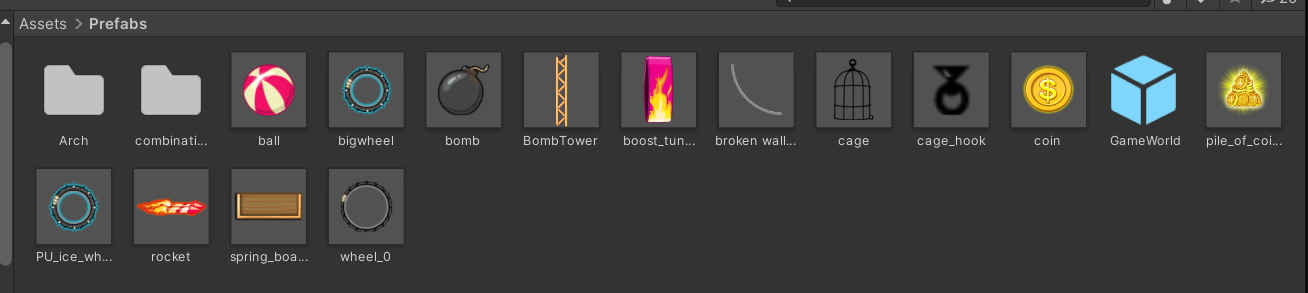 Assets > Prefabs
Arch combinati... ball bigwheel bomb BombTower boost_tun... broken wall... cage cage_hook coin GameWorld pile_of_coi...
PU_ice_wh... rocket spring_boa... wheel_0